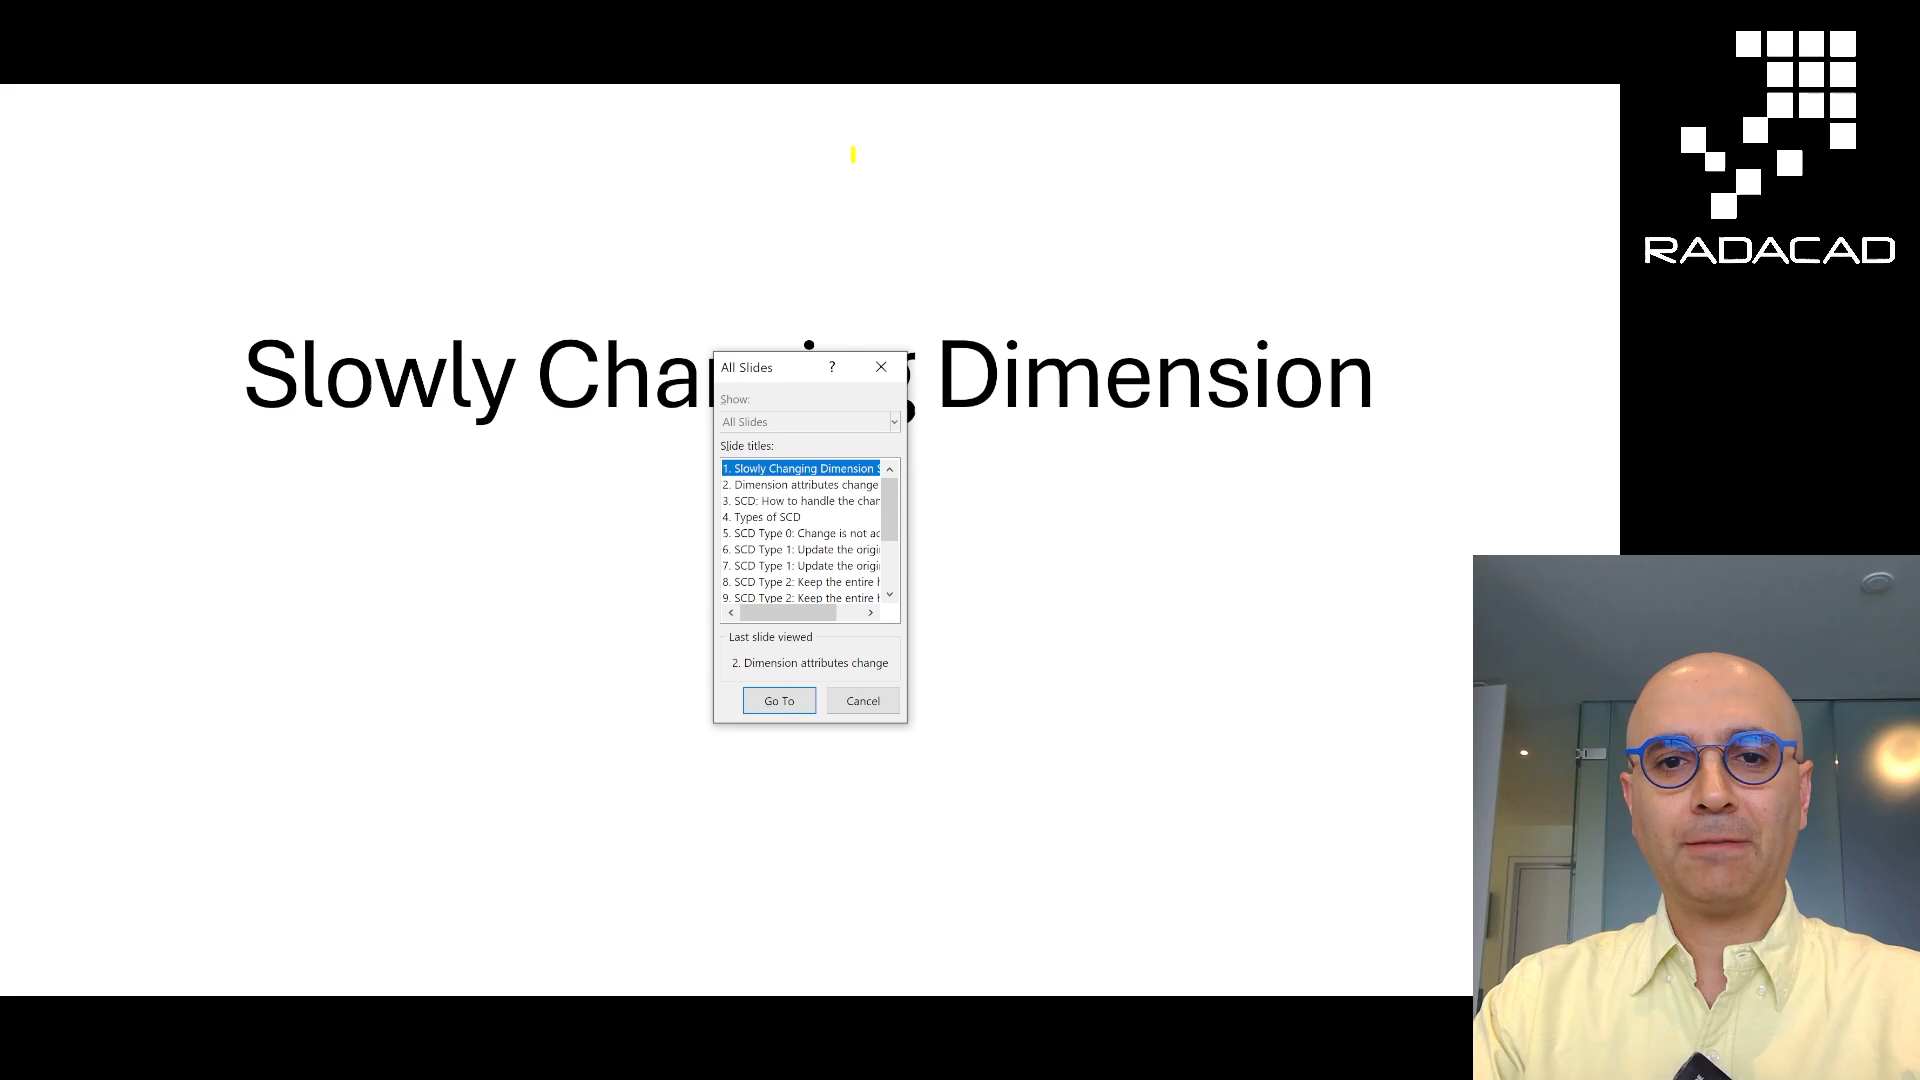 RADACAD
Slowly Changing Dimension
All Slides
?
Show:
All Slides
Slide titles:
1. Slowly Changing Dimension S
2. Dimension attributes change
3. SCD: How to handle the chan
4. Types of SCD
5. SCD Type 0: Change is not ac
6. SCD Type 1: Update the origi
7. SCD Type 1: Update the origi
8. SCD Type 2: Keep the entire h
9. SCD Type 2: Keep the entire h
Last slide viewed
2. Dimension attributes change
Go To
Cancel